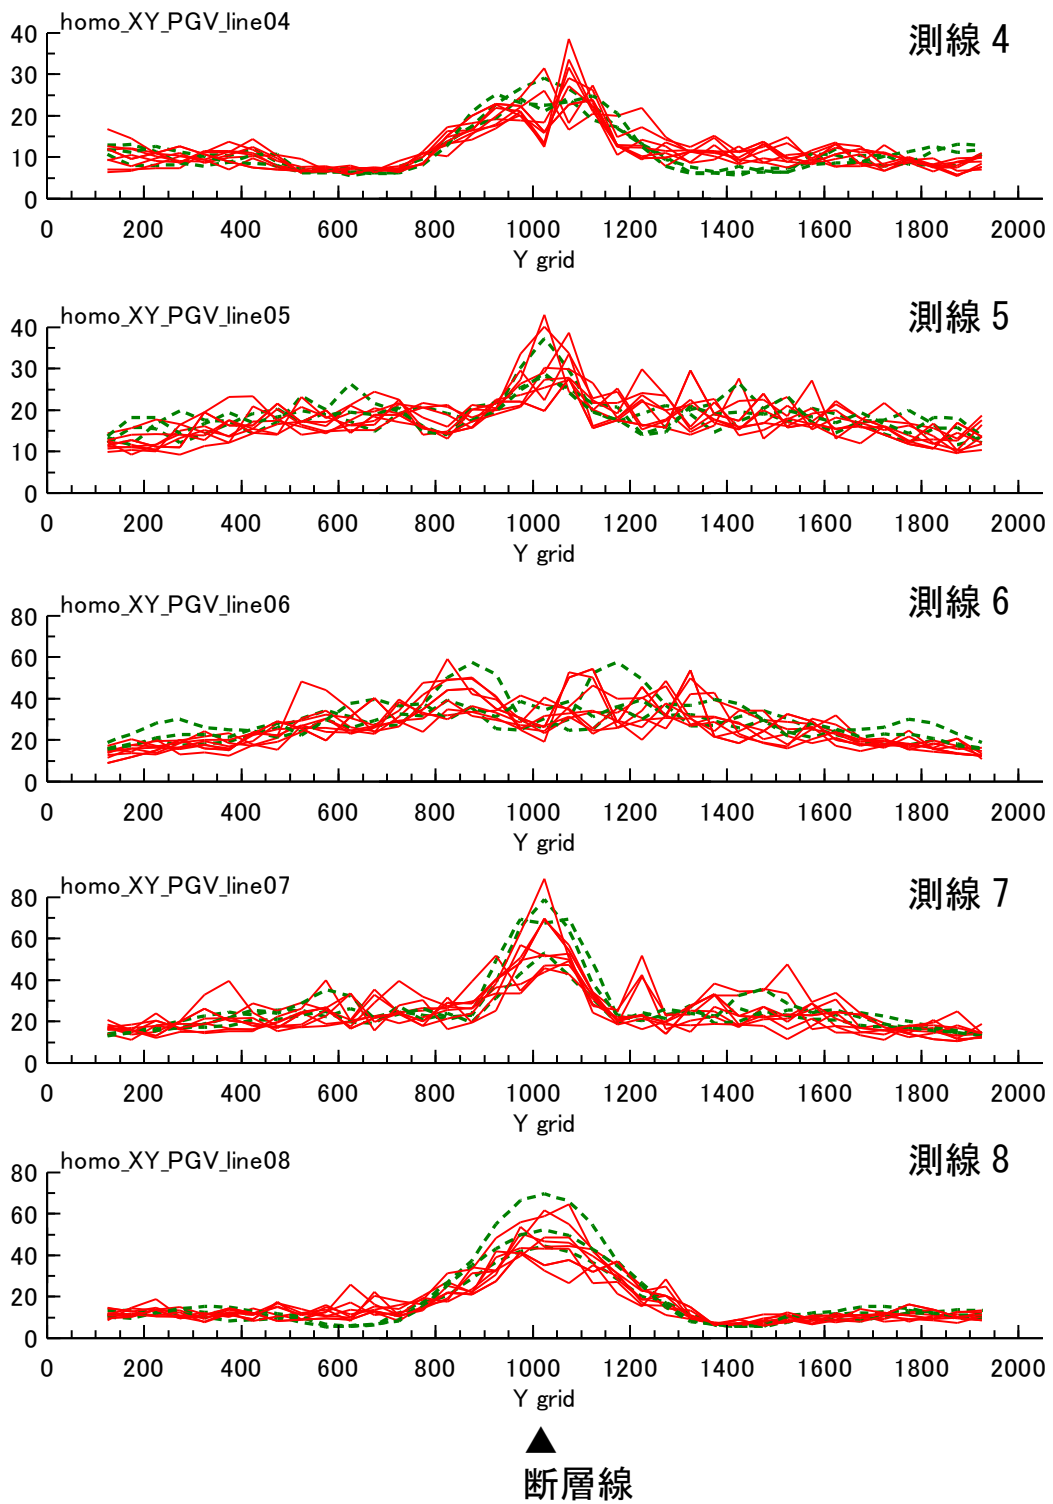 homo_XY_PGV_line04
測線 4
40
30
20
10
0
0 200 400 600 800 1000 1200 1400 1600 1800 2000
Y grid
homo_XY_PGV_line05
測線 5
40
30
20
10
0
0 200 400 600 800 1000 1200 1400 1600 1800 2000
Y grid
homo_XY_PGV_line06
測線 6
80
60
40
20
0
0 200 400 600 800 1000 1200 1400 1600 1800 2000
Y grid
homo_XY_PGV_line07
測線 7
80
60
40
20
0
0 200 400 600 800 1000 1200 1400 1600 1800 2000
Y grid
homo_XY_PGV_line08
測線 8
80
60
40
20
0
0 200 400 600 800 1000 1200 1400 1600 1800 2000
Y grid
▲
断層線